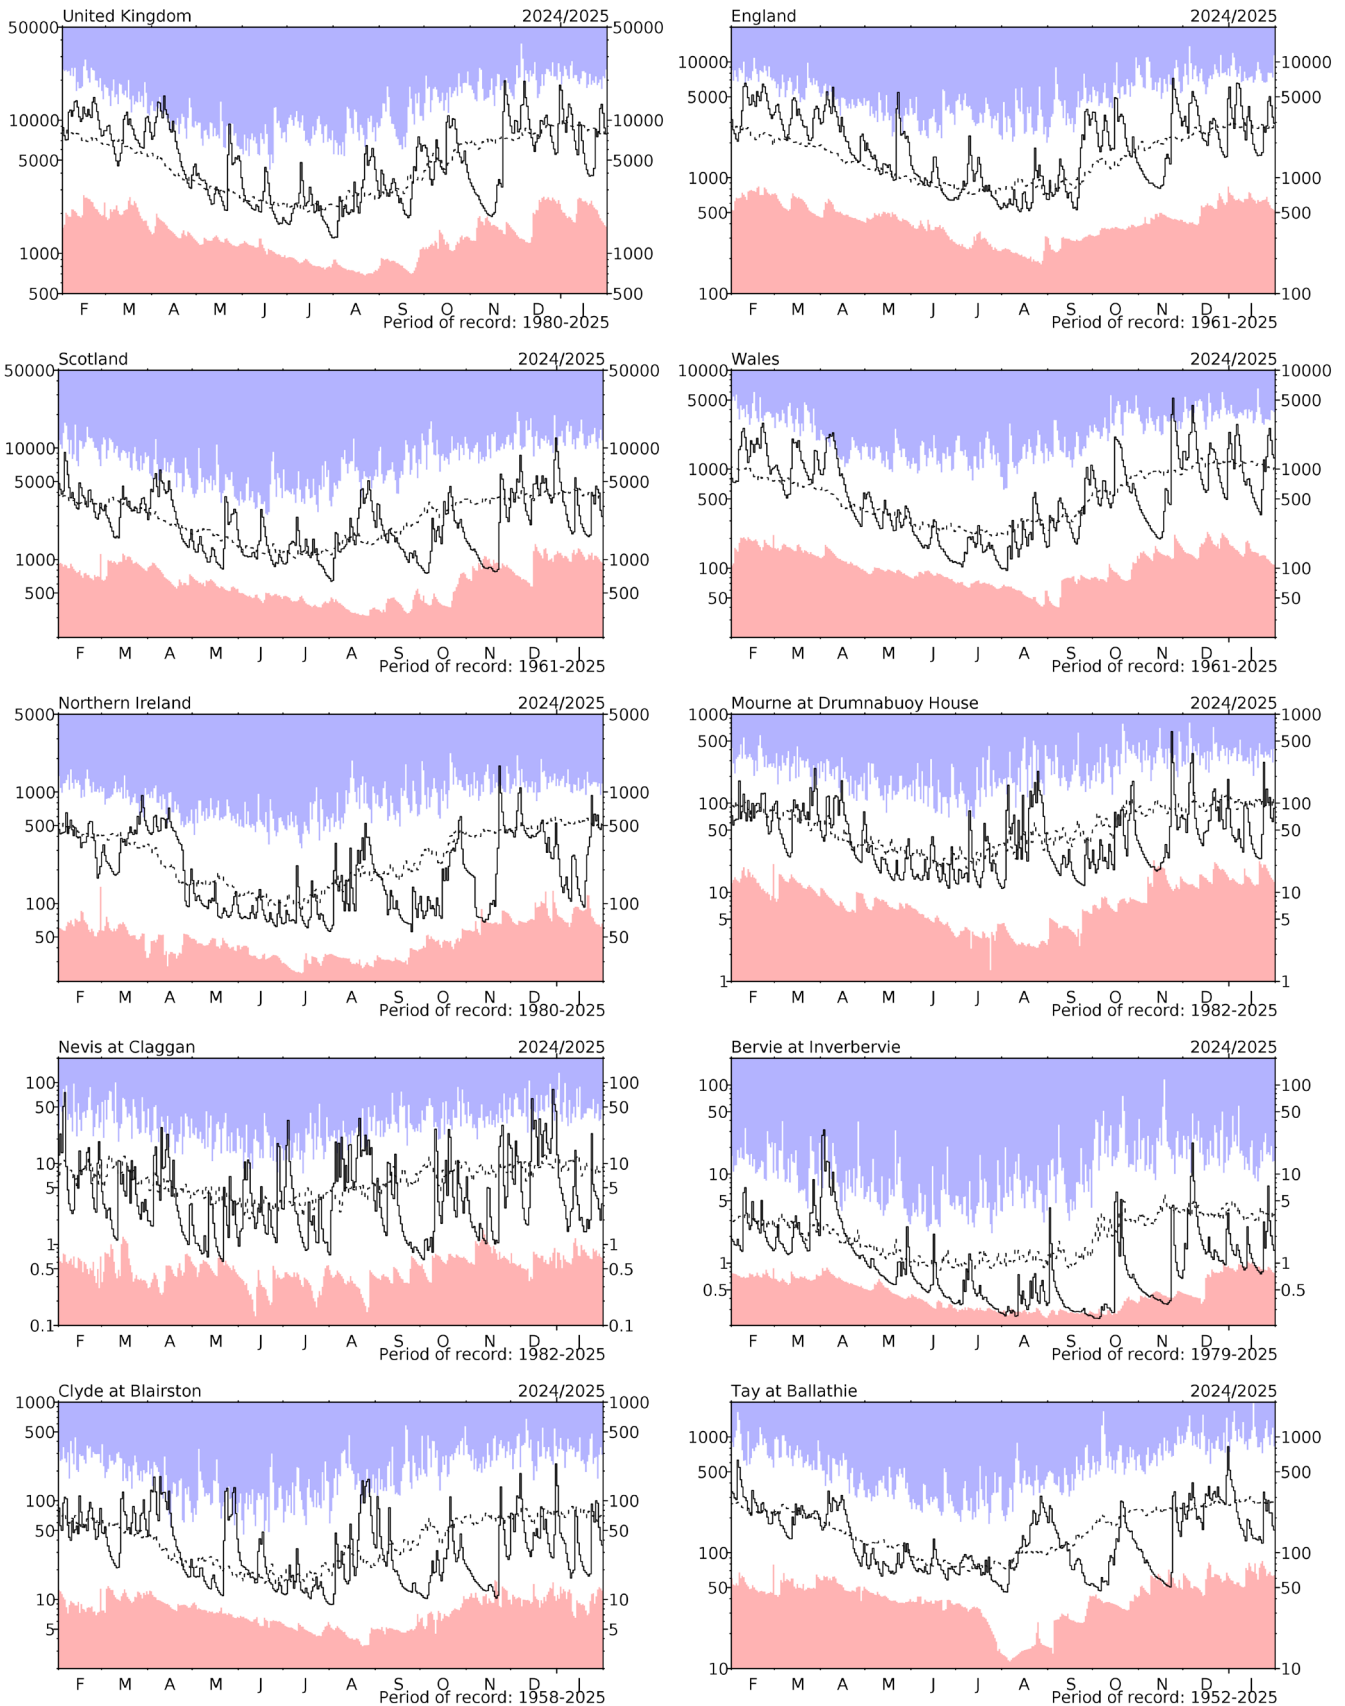 United Kingdom 2024/2025 England 2024/2025
50000 50000
10000 10000 10000 10000
5000 5000 5000 5000
1000 1000 1000 1000
500 500
500 500 100 100
F M A M J J A S O N D J F M A M J J A S O N D J
Period of record: 1980-2025 Period of record: 1961-2025
Scotland 2024/2025 Wales 2024/2025
50000 50000 10000 10000
5000 5000
10000 10000
5000 5000 1000 1000
500 500
1000 1000
500 500 100 100
50 50
F M A M J J A S O N D J F M A M J J A S O N D J
Period of record: 1961-2025 Period of record: 1961-2025
Northern Ireland 2024/2025 Mourne at Drumnabuoy House 2024/2025
5000 5000 1000 1000
500 500
1000 1000
500 500 100 100
50 50
100 100 10 10
50 50 5 5
1 1
F M A M J J A S O N D J F M A M J J A S O N D J
Period of record: 1980-2025 Period of record: 1982-2025
Nevis at Claggan 2024/2025 Bervie at Inverbervie 2024/2025
100 100 100 100
50 50 50 50
10 10 10 10
5 5 5 5
1 1 1 1
0.5 0.5 0.5 0.5
0.1 0.1
F M A M J J A S O N D J F M A M J J A S O N D J
Period of record: 1982-2025 Period of record: 1979-2025
Clyde at Blairston 2024/2025 Tay at Ballathie 2024/2025
1000 1000
500 500 1000 1000
500 500
100 100
50 50 100 100
10 10 50 50
5 5
10 10
F M A M J J A S O N D J F M A M J J A S O N D J
Period of record: 1958-2025 Period of record: 1952-2025